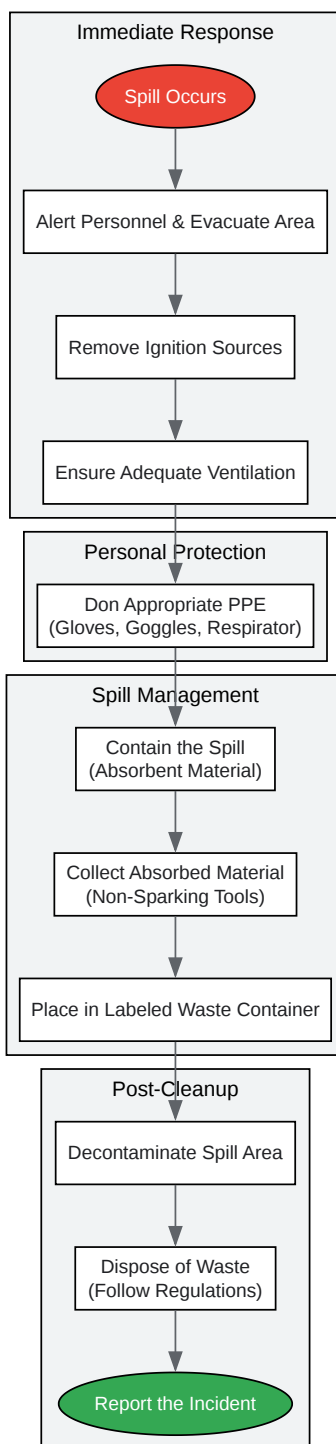 Immediate Response
Spill Occurs
Alert Personnel & Evacuate Area
Remove Ignition Sources
Ensure Adequate Ventilation
Personal Protection
Don Appropriate PPE
(Gloves, Goggles, Respirator)
Spill Management
Contain the Spill
(Absorbent Material)
Collect Absorbed Material
(Non-Sparking Tools)
Place in Labeled Waste Container
Post-Cleanup
Decontaminate Spill Area
Dispose of Waste
(Follow Regulations)
Report the Incident